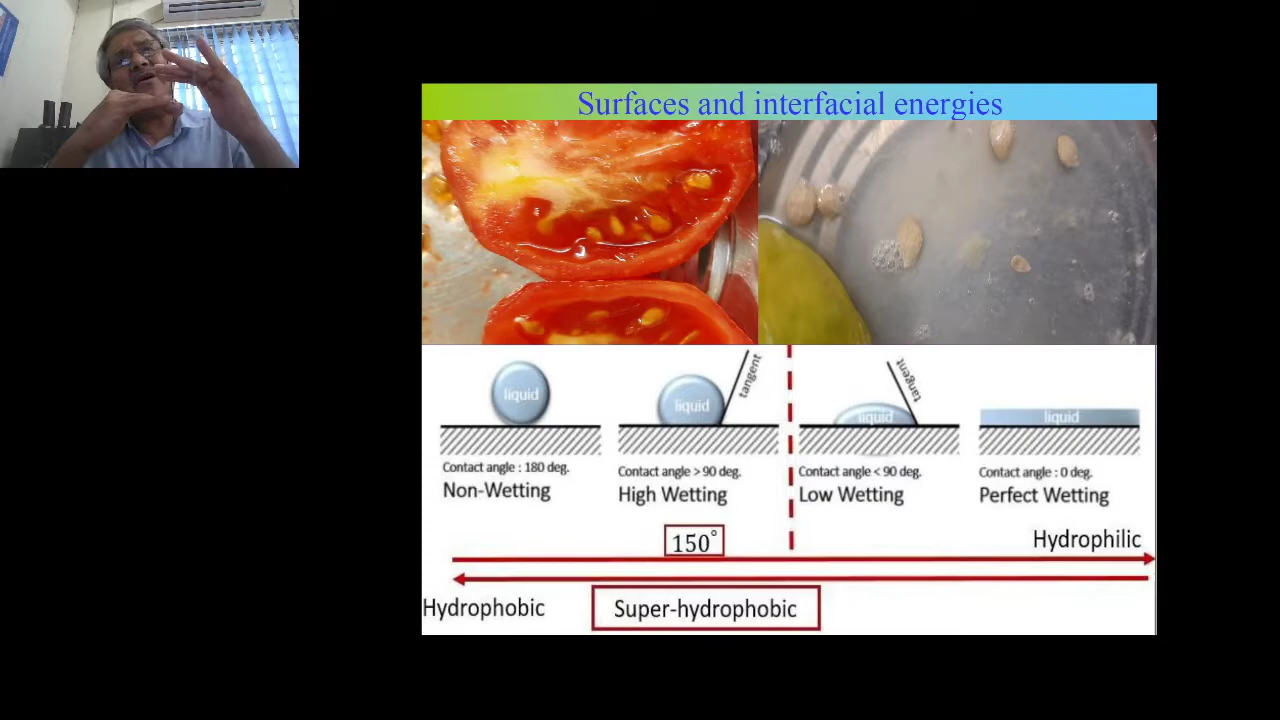 Surfaces and interfacial energies
liquid
liquid
tangent
liquid
tangent
liquid
Contact angle : 180 deg.
Non-Wetting
Contact angle > 90 deg.
High Wetting
Contact angle < 90 deg.
Low Wetting
Contact angle : 0 deg.
Perfect Wetting
150°
Hydrophilic
Hydrophobic
Super-hydrophobic